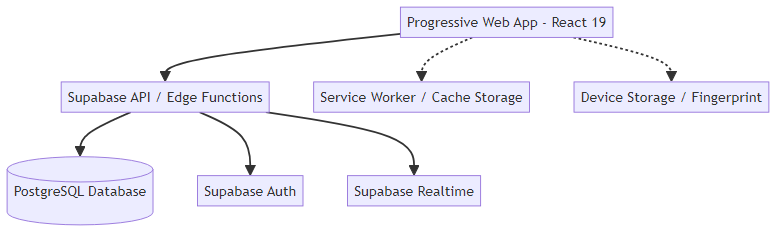 Progressive Web App - React 19
Supabase API / Edge Functions
Service Worker / Cache Storage
Device Storage / Fingerprint
PostgreSQL Database
Supabase Auth
Supabase Realtime